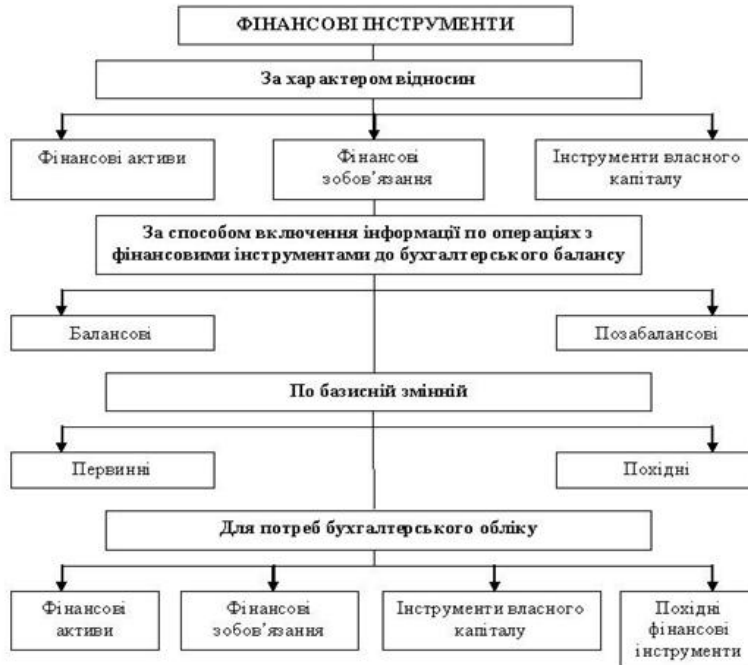 ФІНАНСОВІ ІНСТРУМЕНТИ
За характером відносин
Фінансові активи
Фінансові
зобов’язання
Інструменти власного
капіталу
За способом включення інформації по операціях з
фінансовими інструментами до бухгалтерського балансу
Балансові
Позабалансові
По базисній змінній
Первинні
Похідні
Для потреб бухгалтерського обліку
Фінансові
активи
Фінансові
зобов’язання
Інструменти власного
капіталу
Похідні
фінансові
інструменти